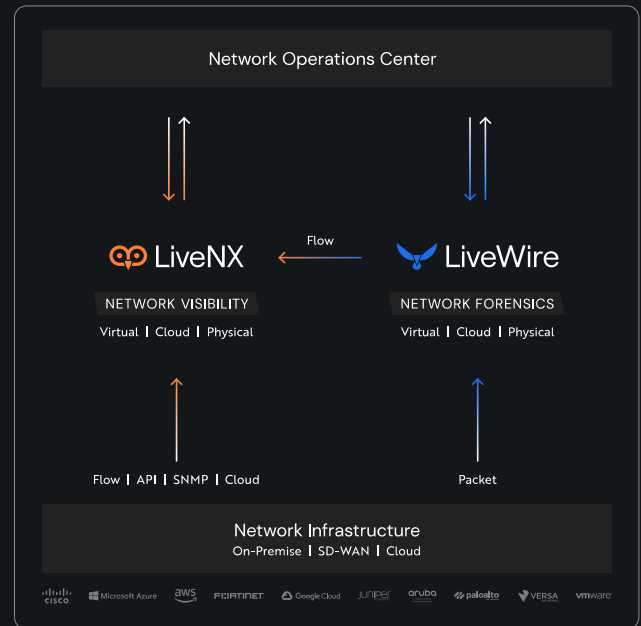 Network Operations Center
Flow
LiveNX
LiveWire
NETWORK VISIBILITY
NETWORK FORENSICS
Virtual | Cloud | Physical
Virtual | Cloud | Physical
Flow | API | SNMP | Cloud
Packet
Network Infrastructure
On-Premise | SD-WAN | Cloud
CISCO Microsoft Azure aws FORTINET Google Cloud JUNIPER aruba paloalto VERSA vmware